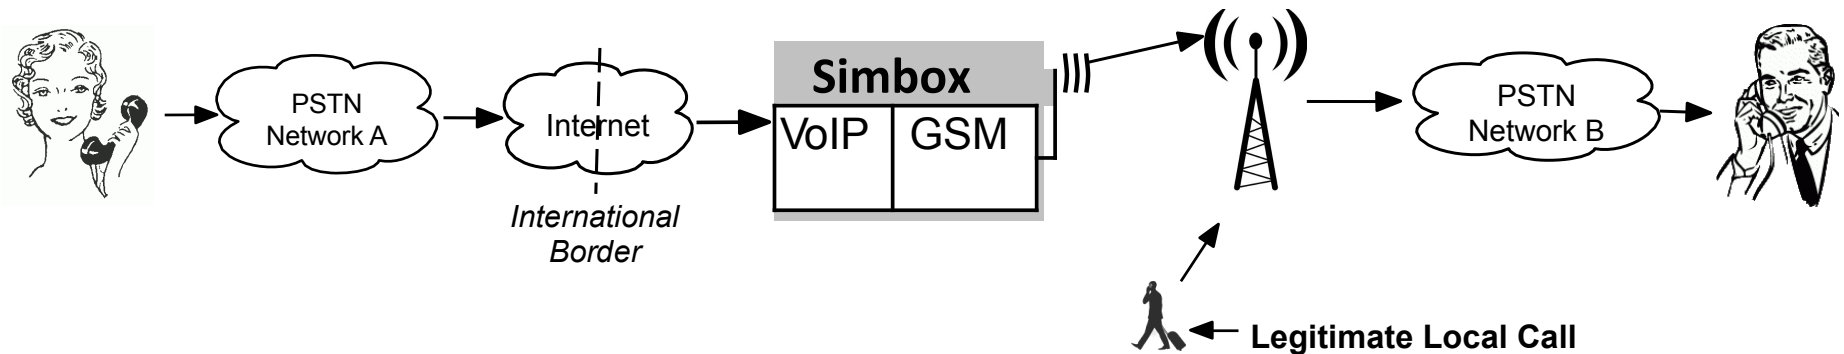 PSTN
Network A
Internet
International
Border
Simbox
VoIP
GSM
PSTN
Network B
Legitimate Local Call